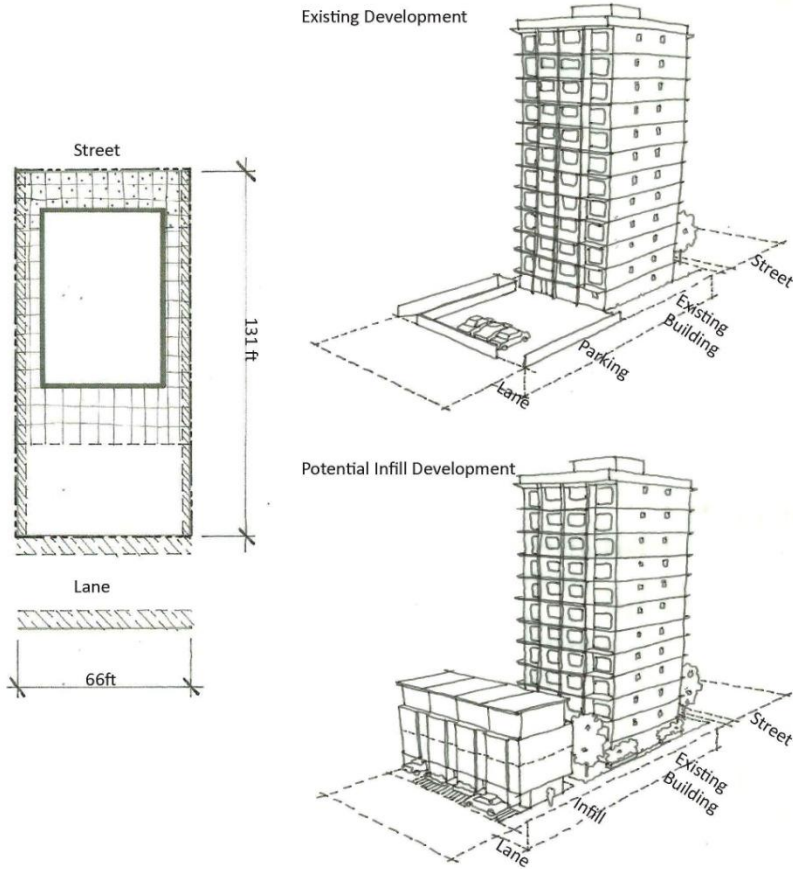 Existing Development
Street
131 ft
Street
Existing
Building
Parking
Lane
Potential Infill Development
Lane
66ft
Street
Existing
Building
Infill
Lane